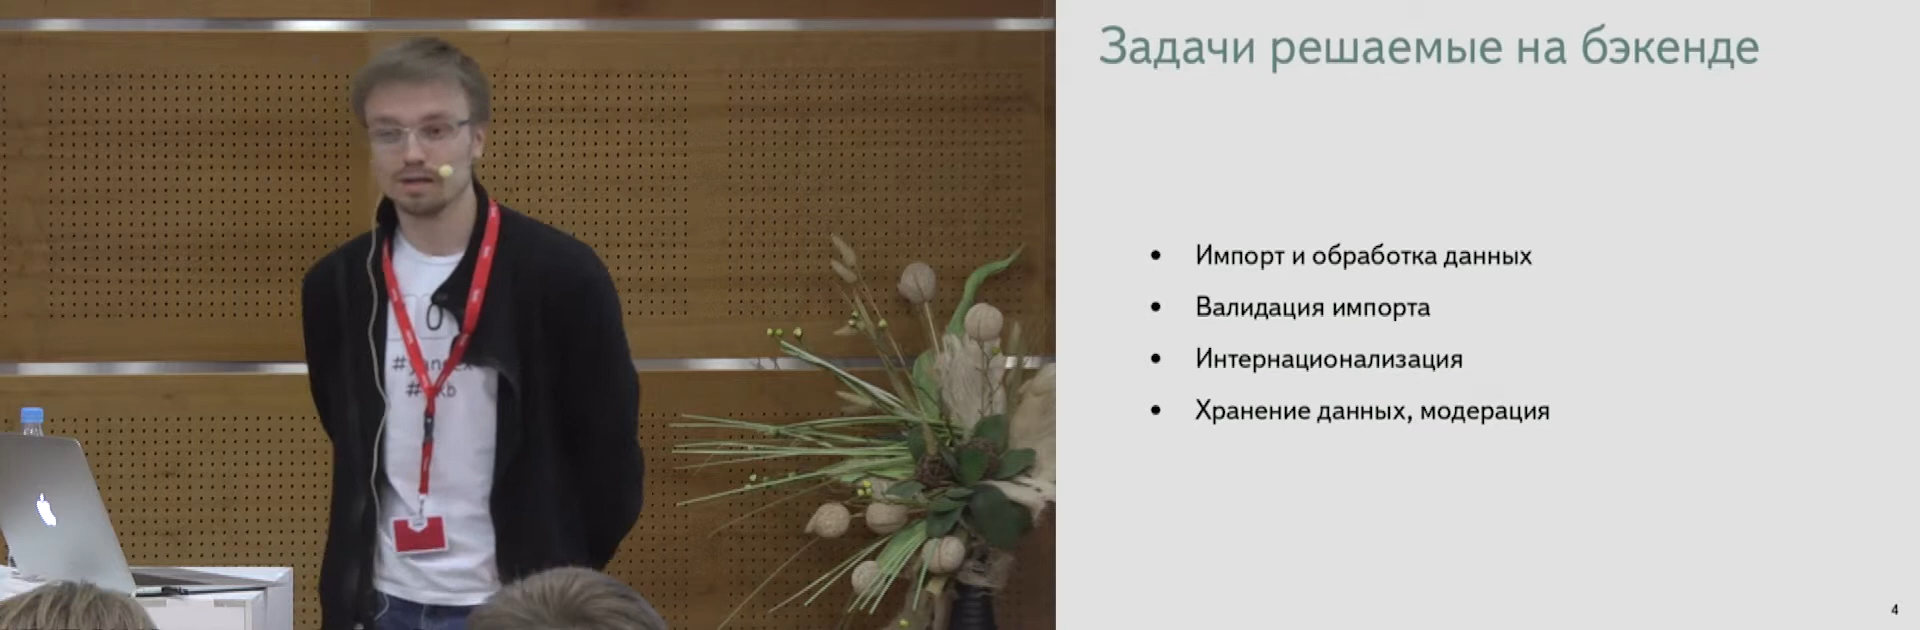 Задачи решаемые на бэкенде
• Импорт и обработка данных
• Валидация импорта
• Интернационализация
• Хранение данных, модерация
4